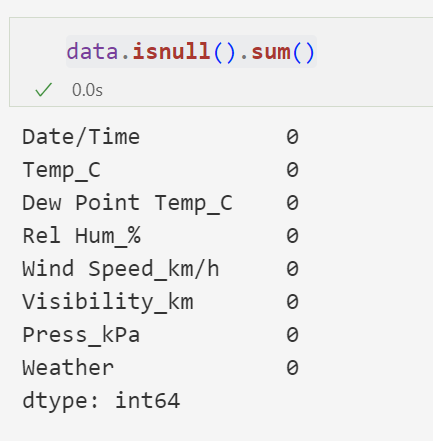 data.isnull().sum()
0.0s
Date/Time 0
Temp_C 0
Dew Point Temp_C 0
Rel Hum_% 0
Wind Speed_km/h 0
Visibility_km 0
Press_kPa 0
Weather 0
dtype: int64